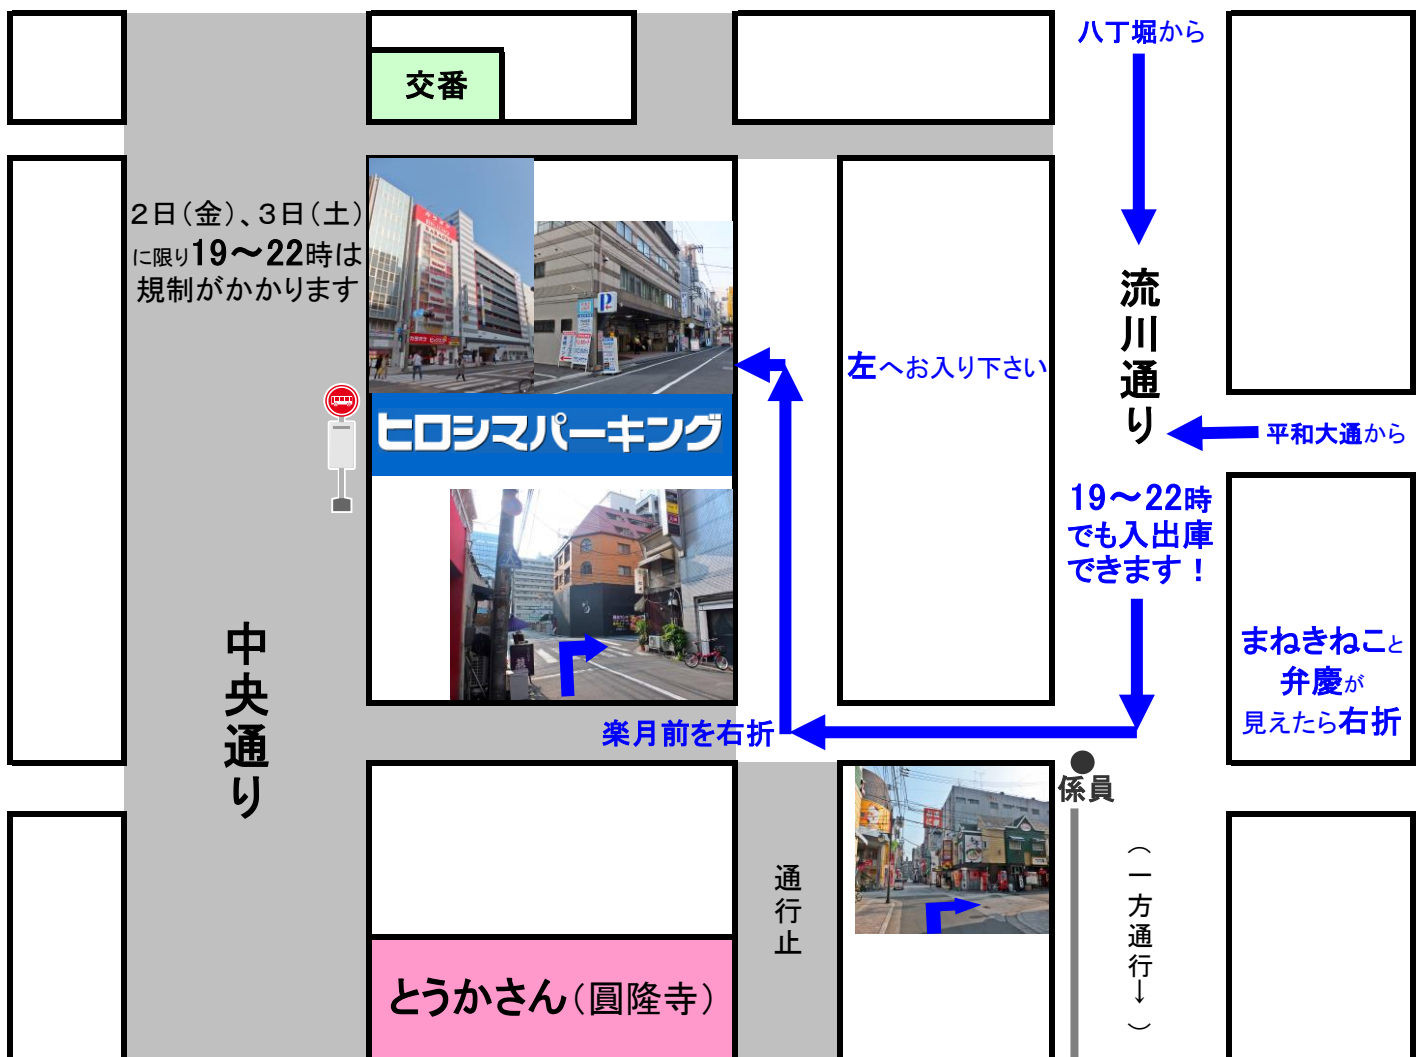 八丁堀から
交番
2日(金)、3日(土)
に限り19～22時は
規制がかかります
流川通り
左へお入り下さい
P
ヒロシマパーキング
平和大通から
19～22時
でも入出庫
できます！
中央通り
まねきねこと
弁慶が
見えたら右折
楽月前を右折
係員
通行止
(一方通行→)
とうかさん(圓隆寺)